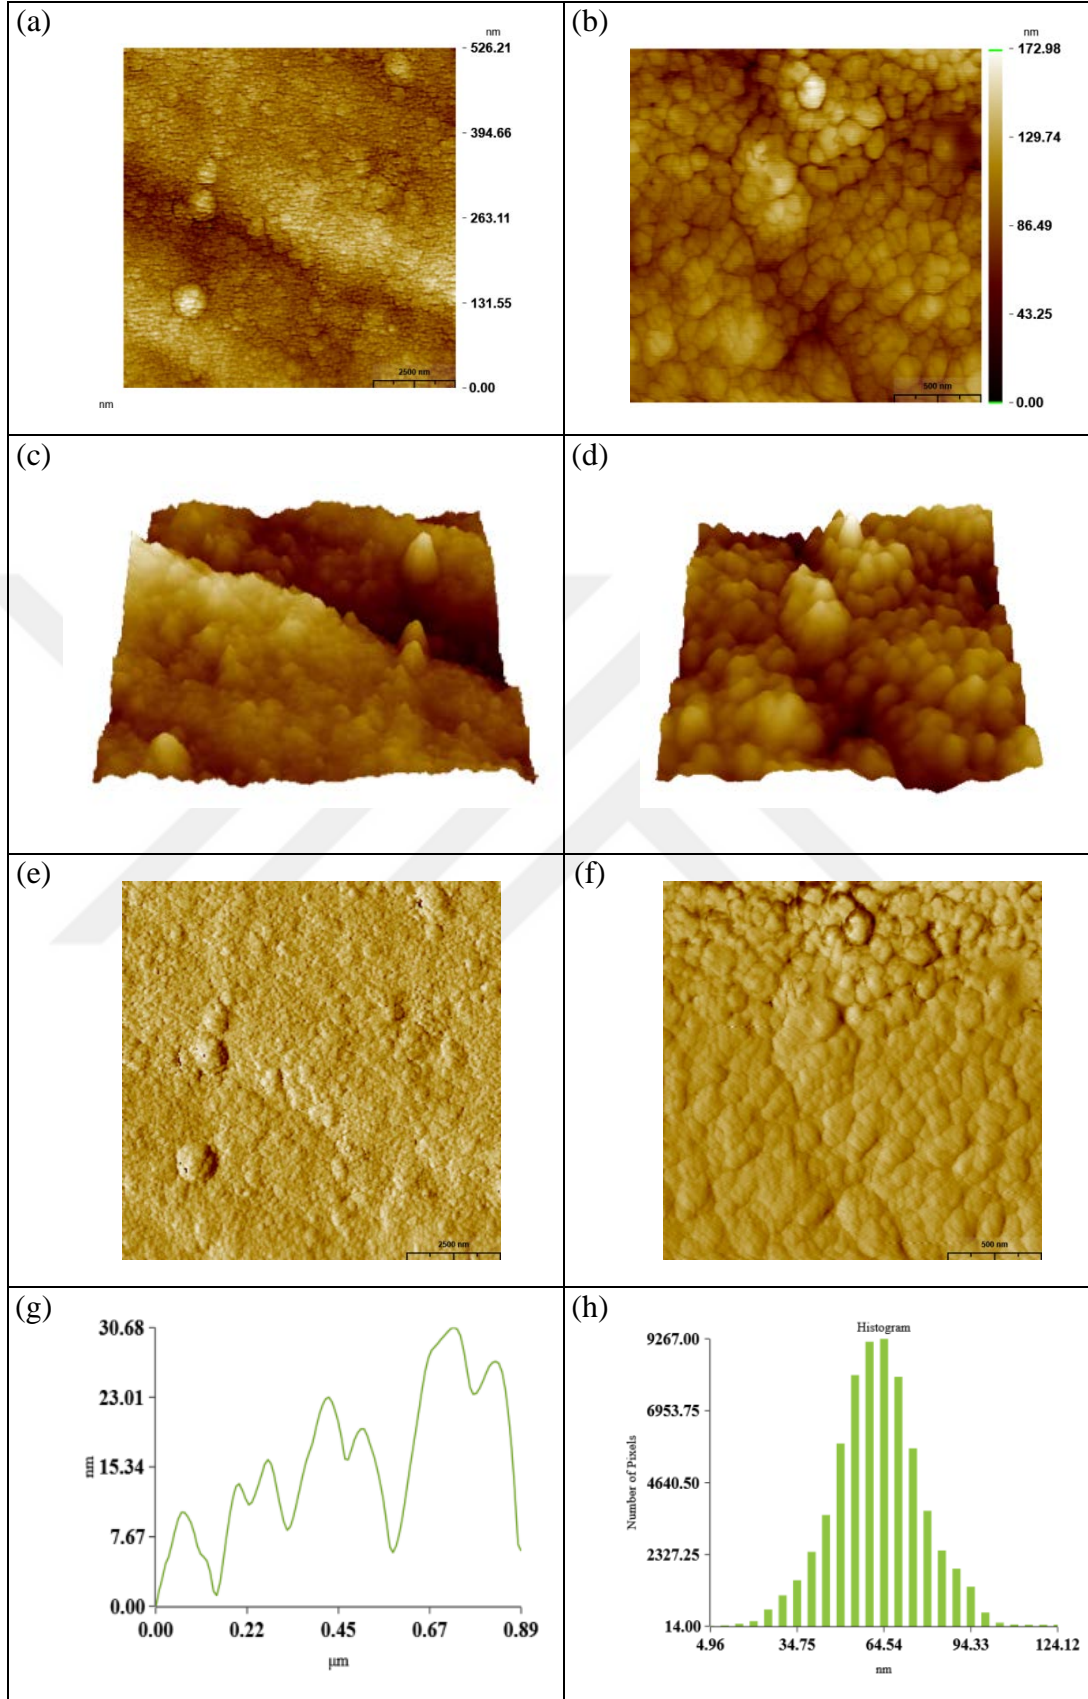 (a)
nm
526.21
394.66
263.11
131.55
0.00
2500 nm
nm
(b)
nm
172.98
129.74
86.49
43.25
0.00
500 nm
(c)
(d)
(e)
2500 nm
(f)
500 nm
(g)
30.68
23.01
15.34
7.67
0.00
nm
0.00 0.22 0.45 0.67 0.89
μm
(h)
Histogram
9267.00
6953.75
4640.50
2327.25
14.00
Number of Pixels
4.96 34.75 64.54 94.33 124.12
nm